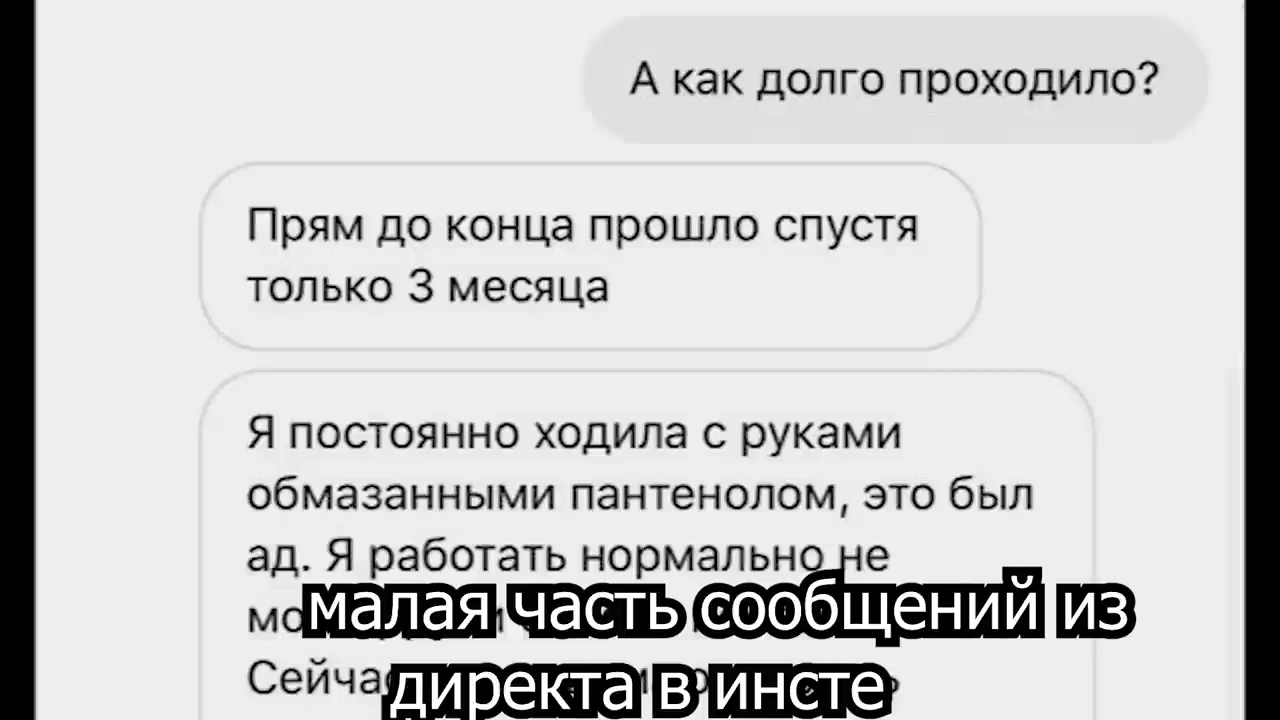 А как долго проходило?
Прям до конца прошло спустя
только 3 месяца
Я постоянно ходила с руками
обмазанными пантенолом, это был
ад. Я работать нормально не
малая часть сообщений из
Сейчас
директа в инсте